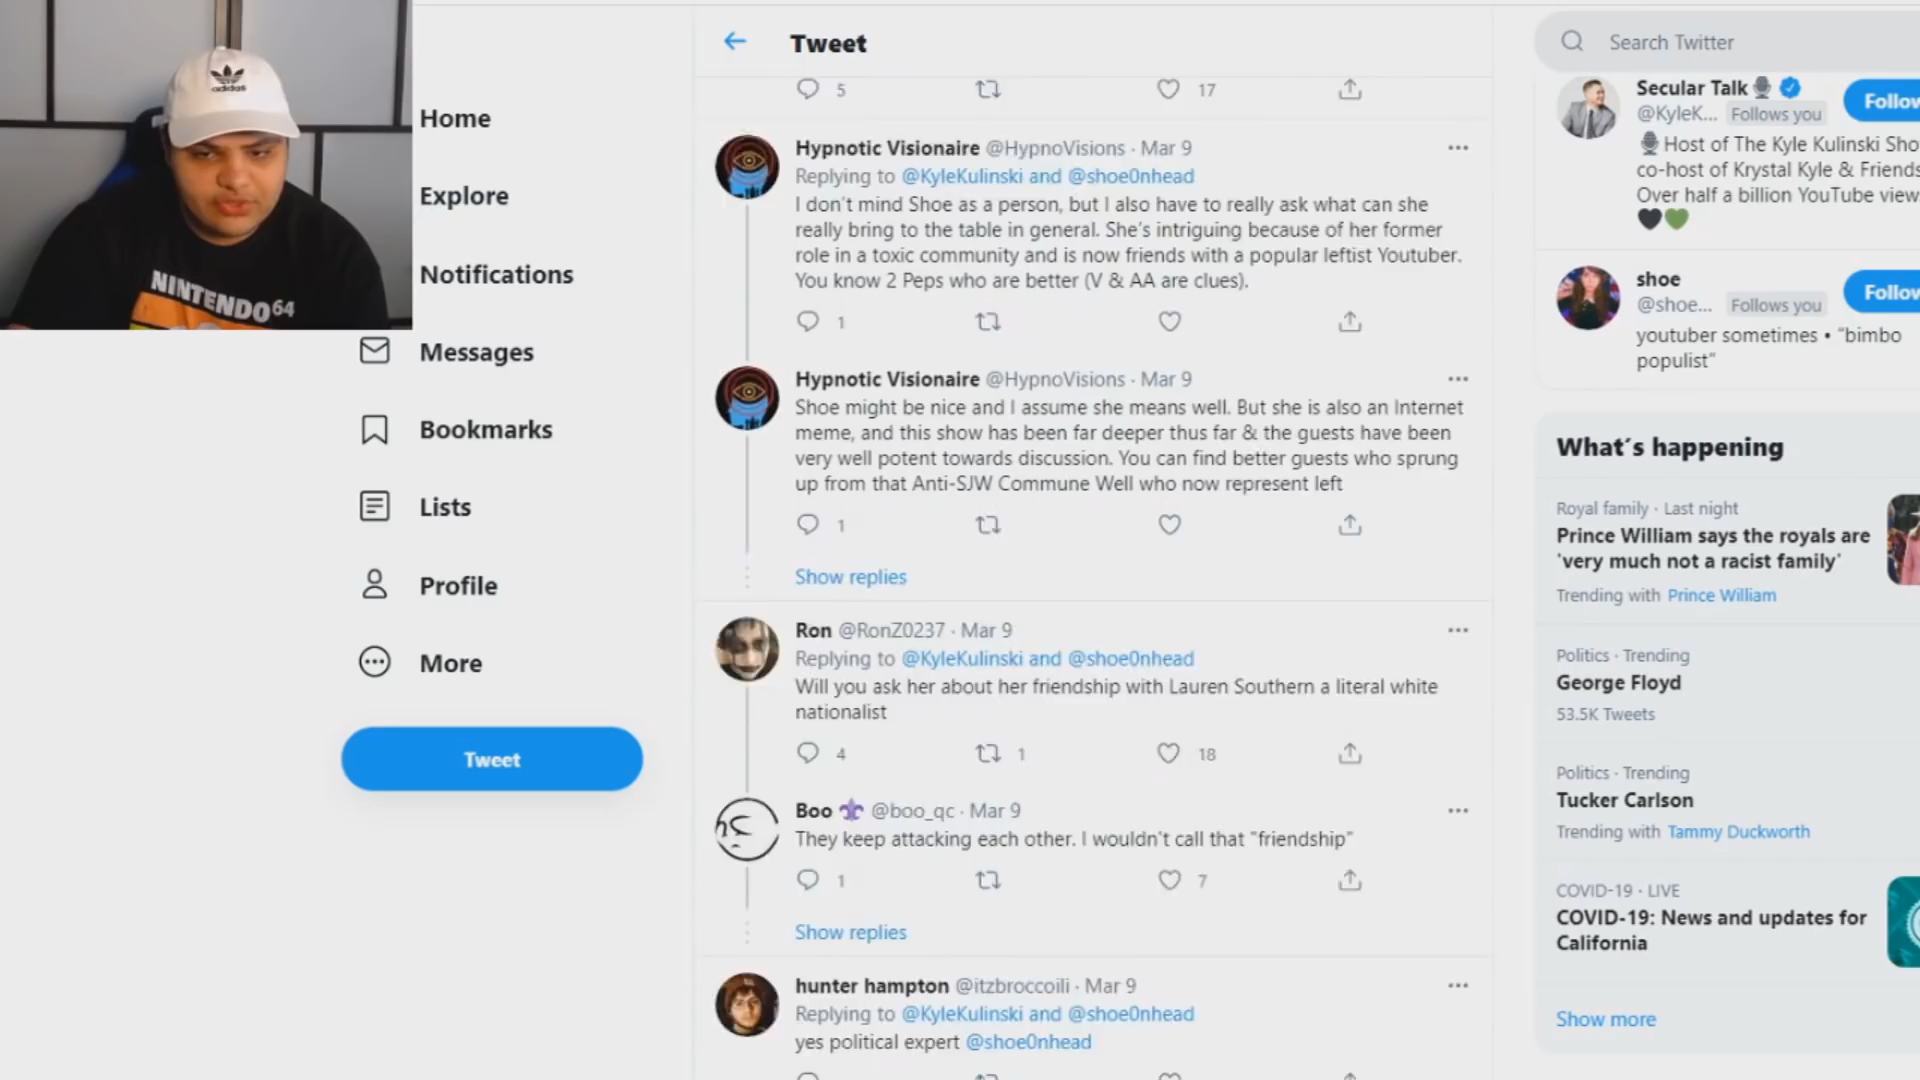 adidas
NINTENDO 64
Home
Explore
Notifications
Messages
Bookmarks
Lists
Profile
More
Tweet
Tweet
5 17
Hypnotic Visionaire @HypnoVisions · Mar 9
Replying to @KyleKulinski and @shoe0nhead
I don't mind Shoe as a person, but I also have to really ask what can she
really bring to the table in general. She's intriguing because of her former
role in a toxic community and is now friends with a popular leftist Youtuber.
You know 2 Peps who are better (V & AA are clues).
1
Hypnotic Visionaire @HypnoVisions · Mar 9
Shoe might be nice and I assume she means well. But she is also an Internet
meme, and this show has been far deeper thus far & the guests have been
very well potent towards discussion. You can find better guests who sprung
up from that Anti-SJW Commune Well who now represent left
1
Show replies
Ron @RonZ0237 · Mar 9
Replying to @KyleKulinski and @shoe0nhead
Will you ask her about her friendship with Lauren Southern a literal white
nationalist
4 1 18
Boo @boo_qc · Mar 9
They keep attacking each other. I wouldn't call that "friendship"
1 7
Show replies
hunter hampton @itzbroccoili · Mar 9
Replying to @KyleKulinski and @shoe0nhead
yes political expert @shoe0nhead
Search Twitter
Secular Talk
@KyleK... Follows you
Follow
Host of The Kyle Kulinski Sho
co-host of Krystal Kyle & Friends
Over half a billion YouTube view
shoe
@shoe... Follows you
Follow
youtuber sometimes • "bimbo
populist"
What's happening
Royal family · Last night
Prince William says the royals are
'very much not a racist family'
Trending with Prince William
Politics · Trending
George Floyd
53.5K Tweets
Politics · Trending
Tucker Carlson
Trending with Tammy Duckworth
COVID-19 · LIVE
COVID-19: News and updates for
California
Show more